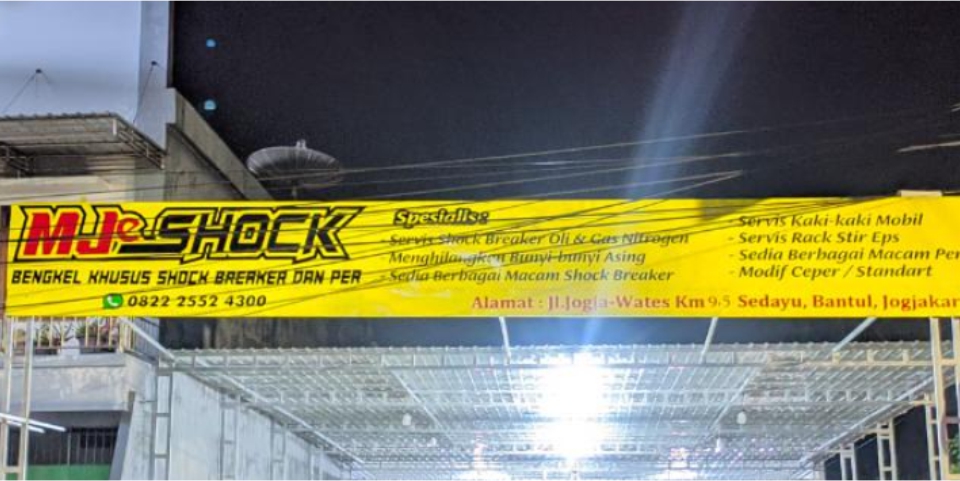 MJe SHOCK
BENGKEL KHUSUS SHOCK BREAKER DAN PER
0822 2552 4300
Spesialis:
- Servis Shock Breaker Oli & Gas Nitrogen
- Menghilangkan Bunyi-bunyi Asing
- Sedia Berbagai Macam Shock Breaker
- Servis Kaki-kaki Mobil
- Servis Rack Stir Eps
- Sedia Berbagai Macam Per
- Modif Ceper / Standart
Alamat : Jl.Jogja-Wates Km 9.5 Sedayu, Bantul, Jogjakar